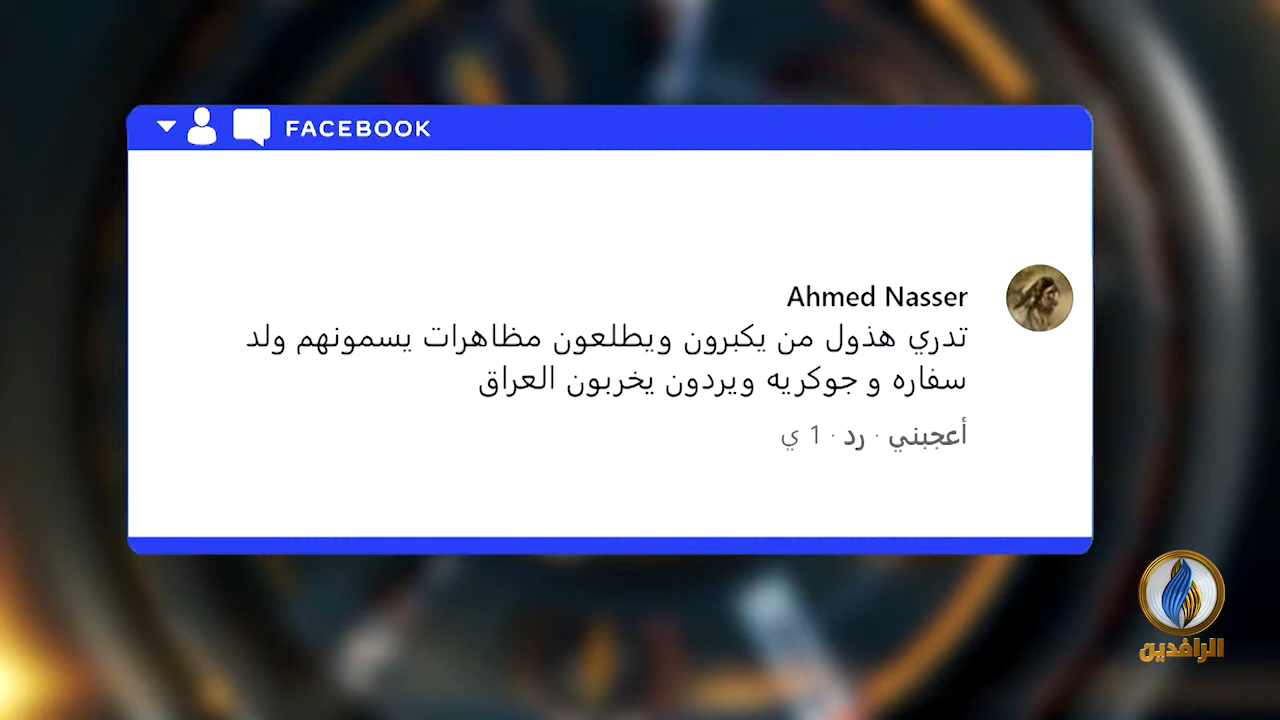 FACEBOOK
Ahmed Nasser
تدري هذول من يكبرون ويطلعون مظاهرات يسمونهم ولد
سفاره و جوكريه ويردون يخربون العراق
أعجبني · رد · 1 ي
الرافدين